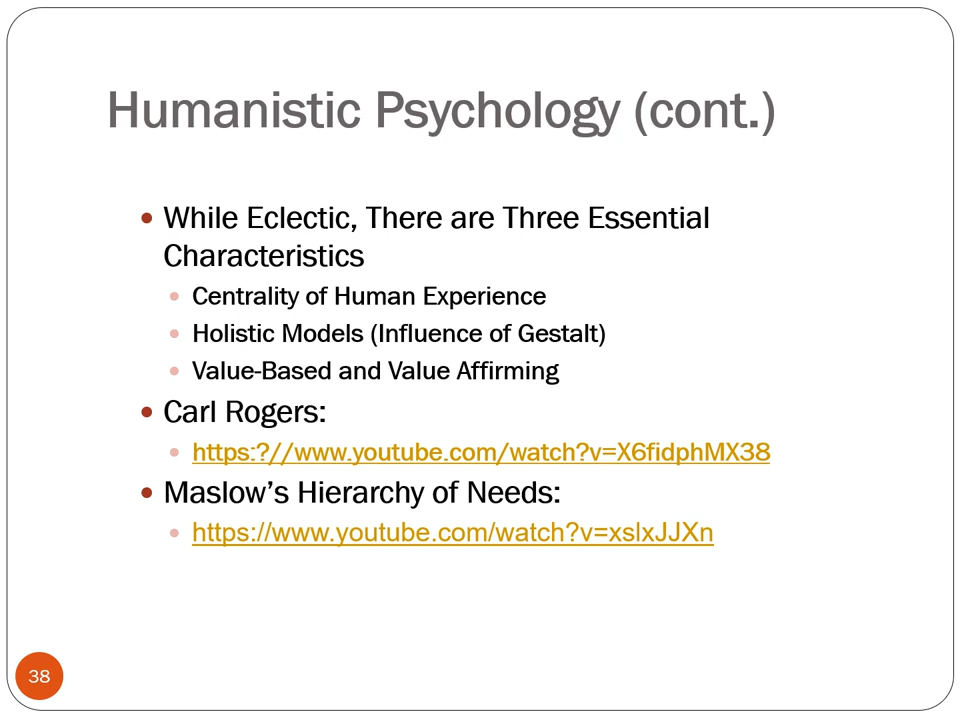 Humanistic Psychology (cont.)
While Eclectic, There are Three Essential
Characteristics
Centrality of Human Experience
Holistic Models (Influence of Gestalt)
Value-Based and Value Affirming
Carl Rogers:
https:?//www.youtube.com/watch?v=X6fidphMX38
Maslow’s Hierarchy of Needs:
https://www.youtube.com/watch?v=xslxJJXn
38